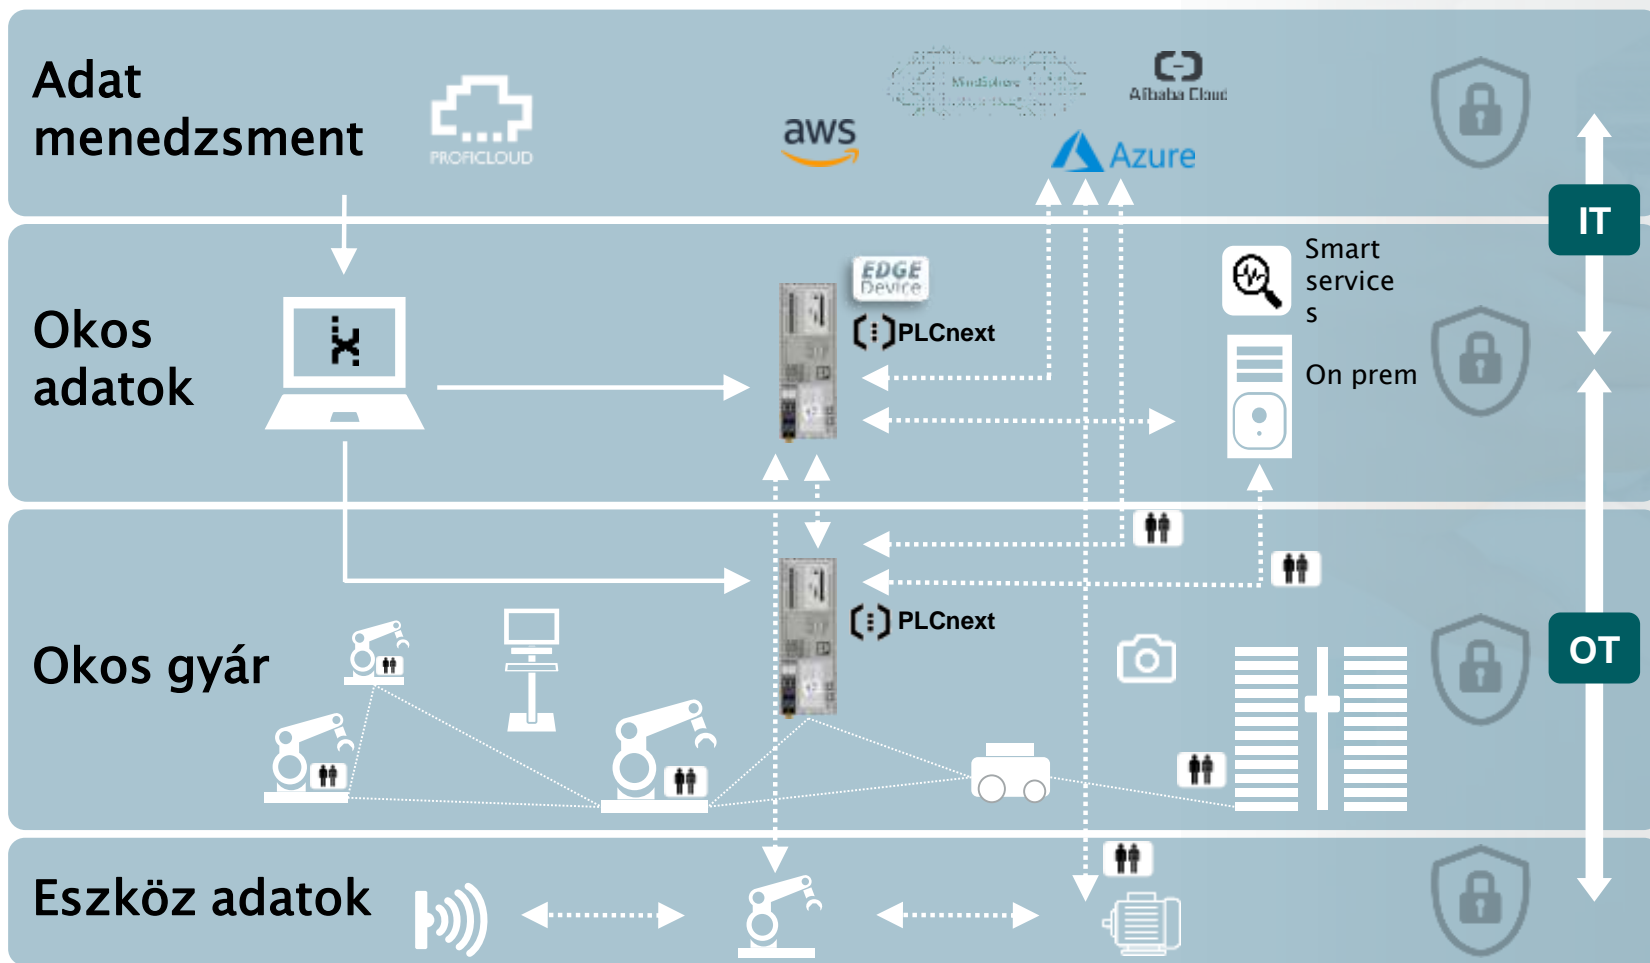 Adat
menedzsment
PROFICLOUD
aws
MindSphere
Alibaba Cloud
Azure
IT
Okos
adatok
EDGE
Device
PLCnext
Smart
service
s
On prem
Okos gyár
PLCnext
OT
Eszköz adatok